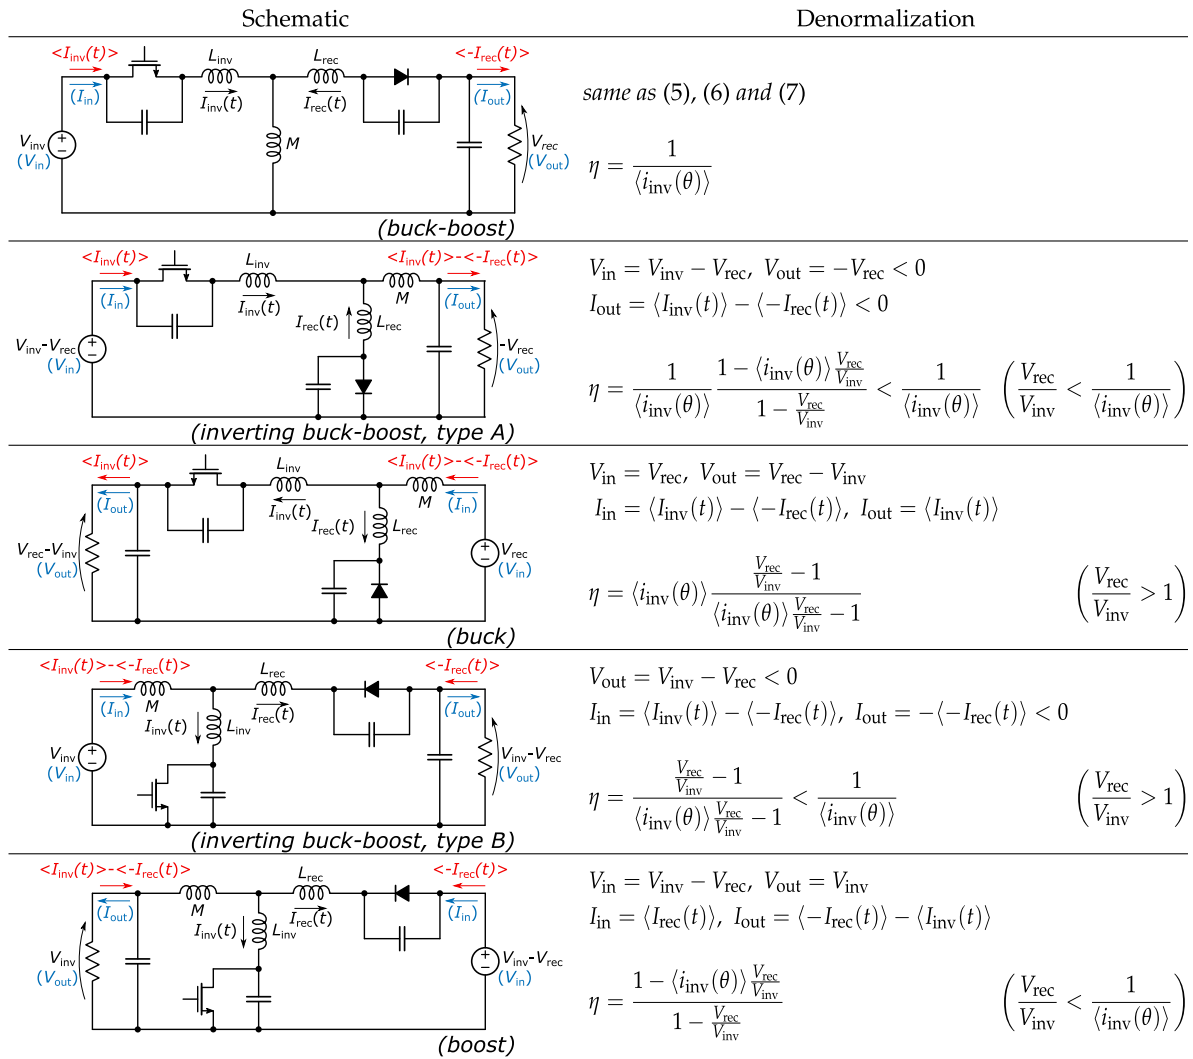 Schematic Denormalization
<I_inv(t)> L_inv L_rec <-I_rec(t)>
(I_in) I_inv(t) I_rec(t) (I_out)
V_inv (V_in) M V_rec (V_out)
(buck-boost)
same as (5), (6) and (7)
η = 1 / ⟨i_inv(θ)⟩
<I_inv(t)> L_inv <I_inv(t)>-<-I_rec(t)>
(I_in) I_inv(t) M (I_out)
I_rec(t) L_rec
V_inv-V_rec (V_in) -V_rec (V_out)
(inverting buck-boost, type A)
V_in = V_inv − V_rec, V_out = −V_rec < 0
I_out = ⟨I_inv(t)⟩ − ⟨−I_rec(t)⟩ < 0
η = (1 / ⟨i_inv(θ)⟩) (1 − ⟨i_inv(θ)⟩ V_rec/V_inv) / (1 − V_rec/V_inv) < 1 / ⟨i_inv(θ)⟩ (V_rec/V_inv < 1 / ⟨i_inv(θ)⟩)
<I_inv(t)> L_inv <I_inv(t)>-<-I_rec(t)>
(I_out) I_inv(t) M (I_in)
I_rec(t) L_rec
V_rec-V_inv (V_out) V_rec (V_in)
(buck)
V_in = V_rec, V_out = V_rec − V_inv
I_in = ⟨I_inv(t)⟩ − ⟨−I_rec(t)⟩, I_out = ⟨I_inv(t)⟩
η = ⟨i_inv(θ)⟩ (V_rec/V_inv − 1) / (⟨i_inv(θ)⟩ V_rec/V_inv − 1) (V_rec/V_inv > 1)
<I_inv(t)>-<-I_rec(t)> L_rec <-I_rec(t)>
(I_in) M I_rec(t) (I_out)
I_inv(t) L_inv
V_inv (V_in) V_inv-V_rec (V_out)
(inverting buck-boost, type B)
V_out = V_inv − V_rec < 0
I_in = ⟨I_inv(t)⟩ − ⟨−I_rec(t)⟩, I_out = −⟨−I_rec(t)⟩ < 0
η = (V_rec/V_inv − 1) / (⟨i_inv(θ)⟩ V_rec/V_inv − 1) < 1 / ⟨i_inv(θ)⟩ (V_rec/V_inv > 1)
<I_inv(t)>-<-I_rec(t)> L_rec <-I_rec(t)>
(I_out) M I_rec(t) (I_in)
I_inv(t) L_inv
V_inv (V_out) V_inv-V_rec (V_in)
(boost)
V_in = V_inv − V_rec, V_out = V_inv
I_in = ⟨I_rec(t)⟩, I_out = ⟨−I_rec(t)⟩ − ⟨I_inv(t)⟩
η = (1 − ⟨i_inv(θ)⟩ V_rec/V_inv) / (1 − V_rec/V_inv) (V_rec/V_inv < 1 / ⟨i_inv(θ)⟩)